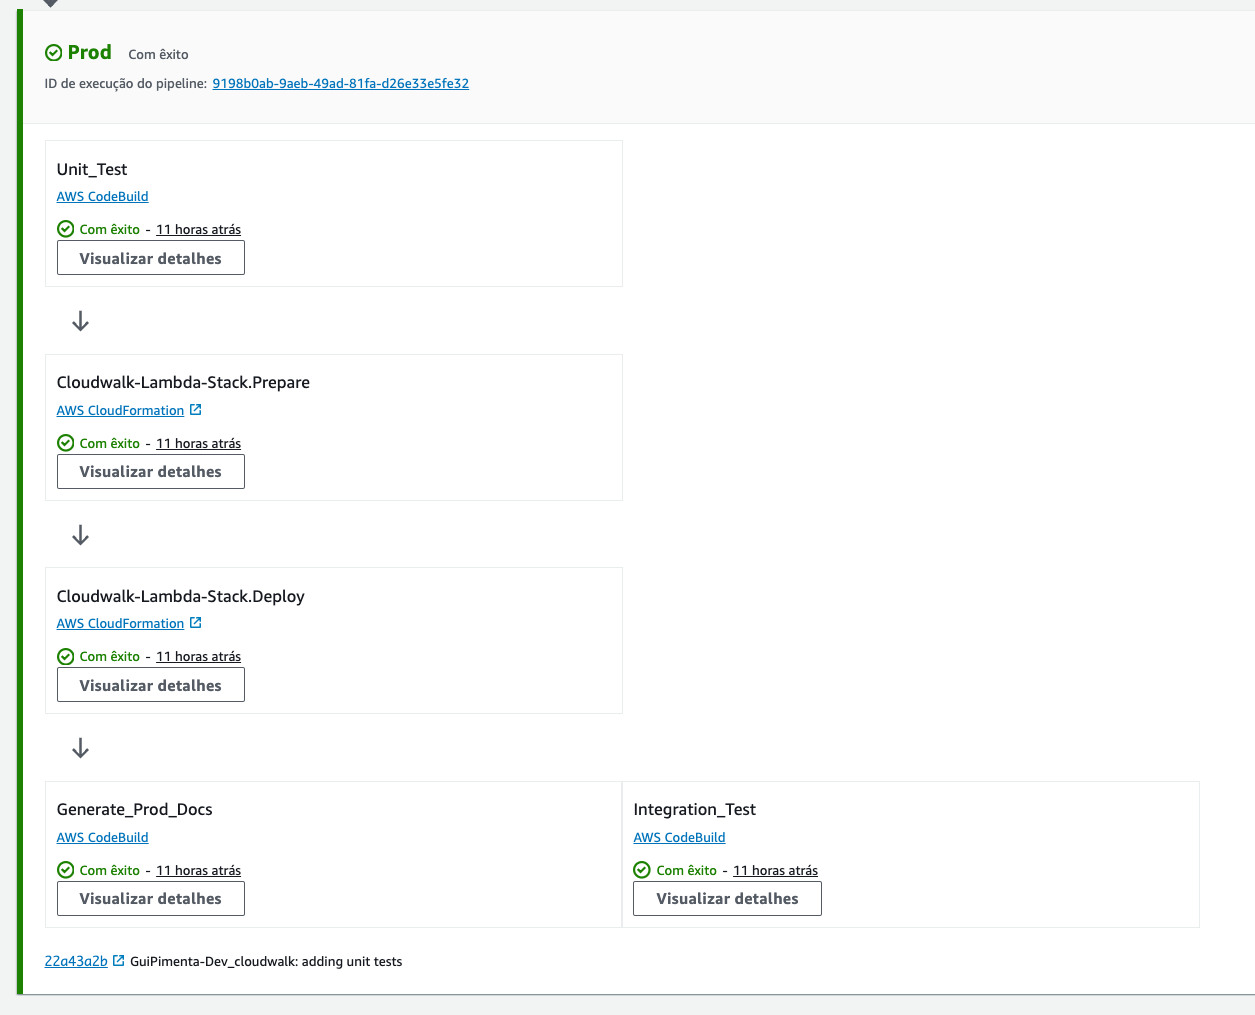 Prod Com êxito
ID de execução do pipeline: 9198b0ab-9aeb-49ad-81fa-d26e33e5fe32
Unit_Test
AWS CodeBuild
Com êxito - 11 horas atrás
Visualizar detalhes
Cloudwalk-Lambda-Stack.Prepare
AWS CloudFormation
Com êxito - 11 horas atrás
Visualizar detalhes
Cloudwalk-Lambda-Stack.Deploy
AWS CloudFormation
Com êxito - 11 horas atrás
Visualizar detalhes
Generate_Prod_Docs
AWS CodeBuild
Com êxito - 11 horas atrás
Visualizar detalhes
Integration_Test
AWS CodeBuild
Com êxito - 11 horas atrás
Visualizar detalhes
22a43a2b GuiPimenta-Dev_cloudwalk: adding unit tests